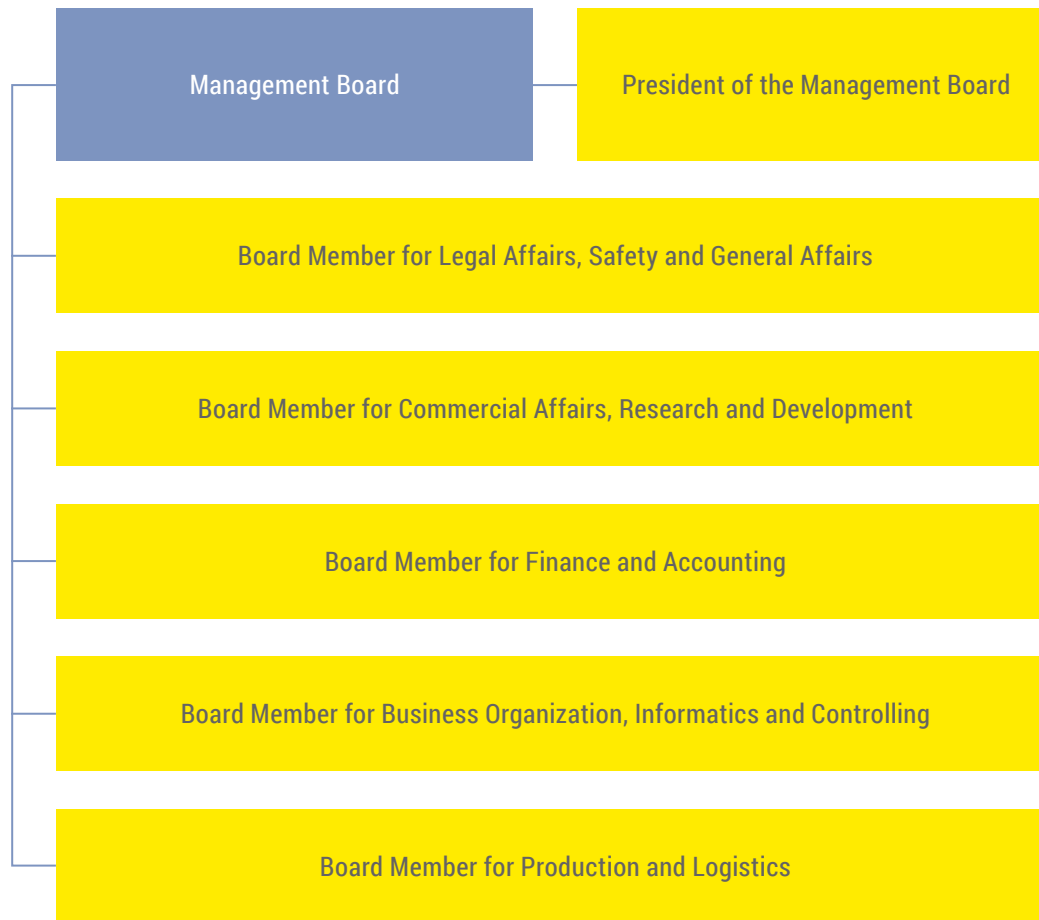 Management Board
President of the Management Board
Board Member for Legal Affairs, Safety and General Affairs
Board Member for Commercial Affairs, Research and Development
Board Member for Finance and Accounting
Board Member for Business Organization, Informatics and Controlling
Board Member for Production and Logistics